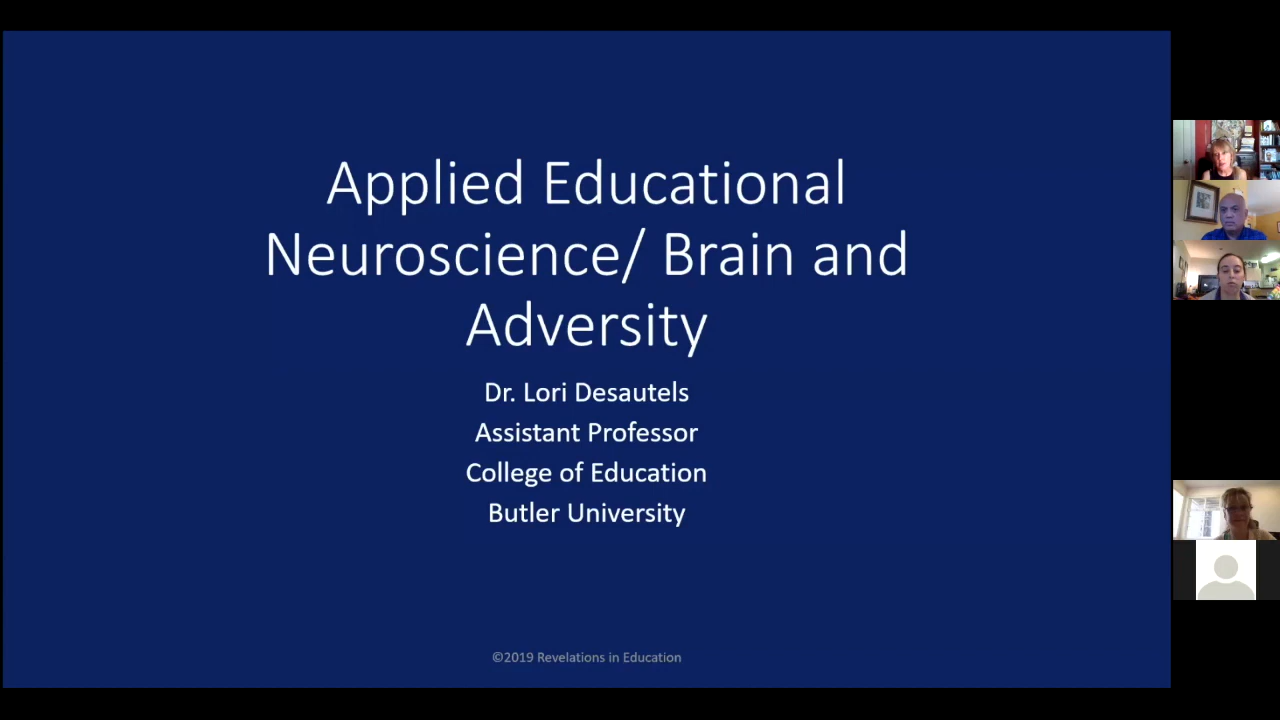 Applied Educational
Neuroscience/ Brain and
Adversity
Dr. Lori Desautels
Assistant Professor
College of Education
Butler University
©2019 Revelations in Education